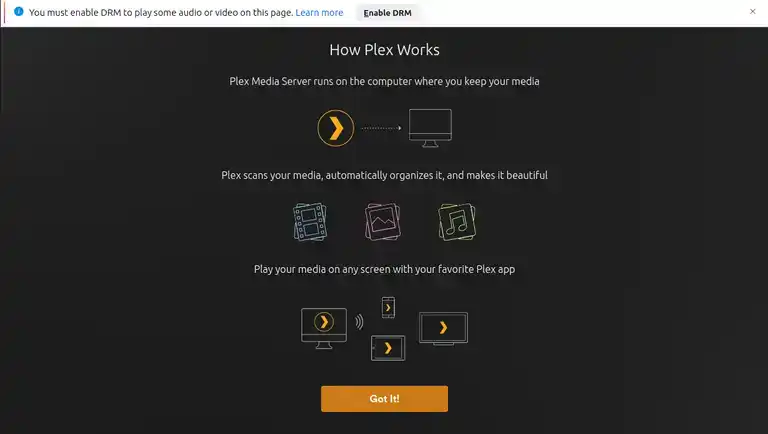 You must enable DRM to play some audio or video on this page. Learn more Enable DRM
How Plex Works
Plex Media Server runs on the computer where you keep your media
Plex scans your media, automatically organizes it, and makes it beautiful
Play your media on any screen with your favorite Plex app
Got It!